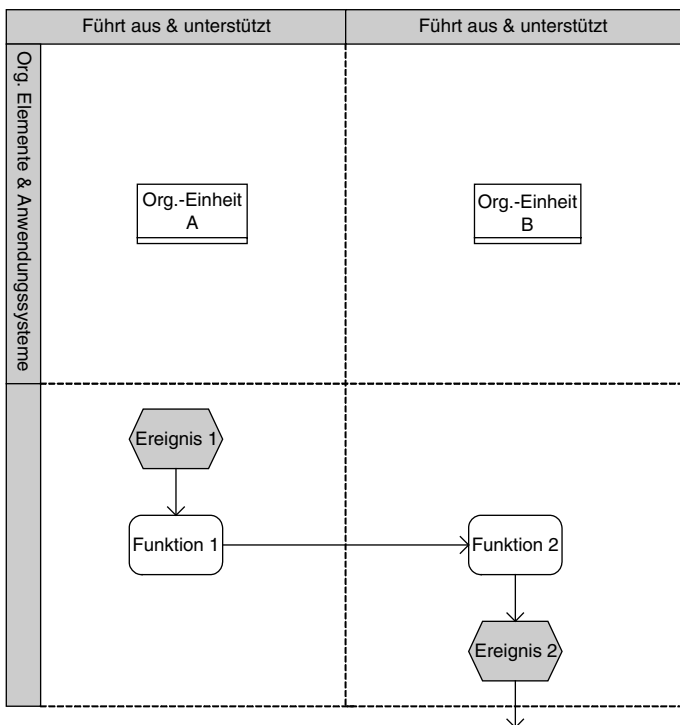 Führt aus & unterstützt
Führt aus & unterstützt
Org. Elemente & Anwendungssysteme
Org.-Einheit
A
Org.-Einheit
B
Ereignis 1
Funktion 1
Funktion 2
Ereignis 2